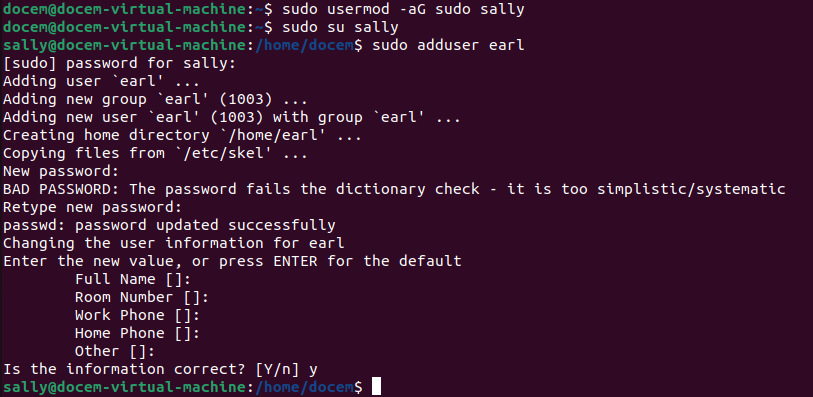 docem@docem-virtual-machine:~$ sudo usermod -aG sudo sally
docem@docem-virtual-machine:~$ sudo su sally
sally@docem-virtual-machine:/home/docem$ sudo adduser earl
[sudo] password for sally:
Adding user `earl' ...
Adding new group `earl' (1003) ...
Adding new user `earl' (1003) with group `earl' ...
Creating home directory `/home/earl' ...
Copying files from `/etc/skel' ...
New password:
BAD PASSWORD: The password fails the dictionary check - it is too simplistic/systematic
Retype new password:
passwd: password updated successfully
Changing the user information for earl
Enter the new value, or press ENTER for the default
        Full Name []:
        Room Number []:
        Work Phone []:
        Home Phone []:
        Other []:
Is the information correct? [Y/n] y
sally@docem-virtual-machine:/home/docem$